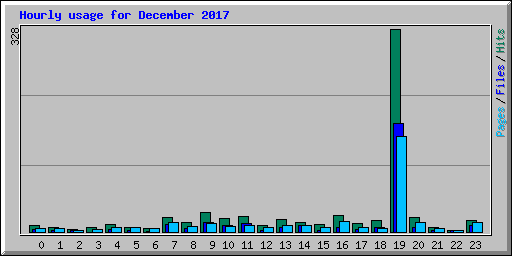 Hourly usage for December 2017
328
Pages/Files/Hits
0 1 2 3 4 5 6 7 8 9 10 11 12 13 14 15 16 17 18 19 20 21 22 23